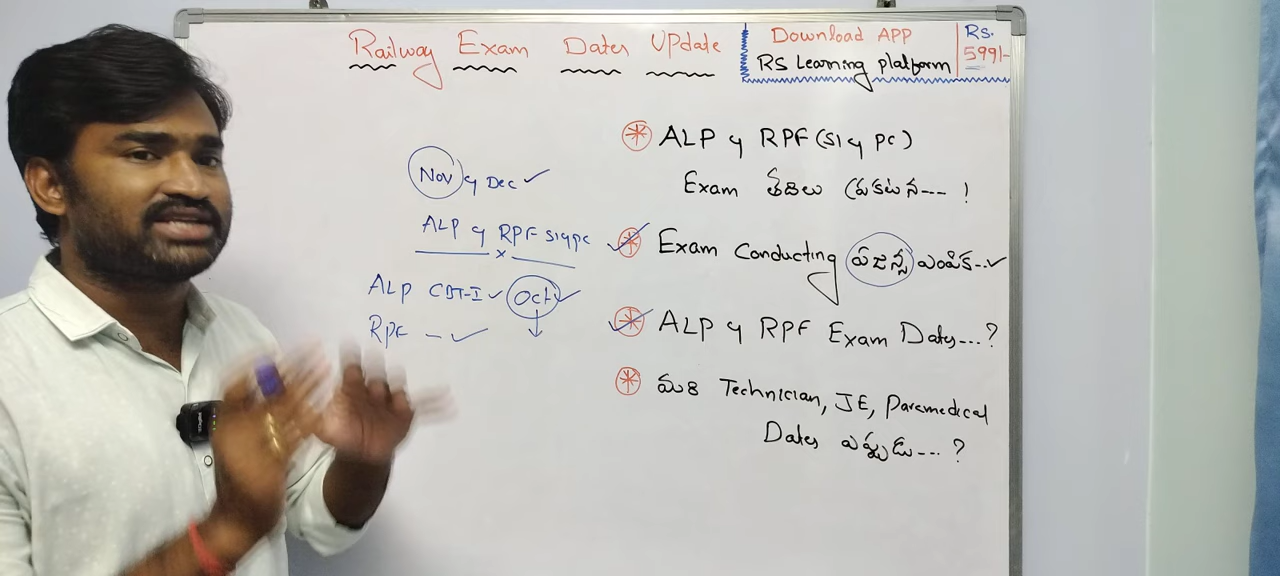 Railway Exam Dates Update
Download APP
RS Learning platform
Rs.
599/-
Nov y Dec ✓
ALP y RPF SI y PC
x
ALP CBT-I ✓ Oct ✓
RPF - ✓
ALP y RPF (SI y PC)
Exam తేదిలు ప్రకటన--- !
Exam Conducting ఏజెన్సీ ఎంపిక.. ✓
ALP y RPF Exam Dates...?
మరి Technician, JE, Paramedical
Dates ఎప్పుడు--- ?